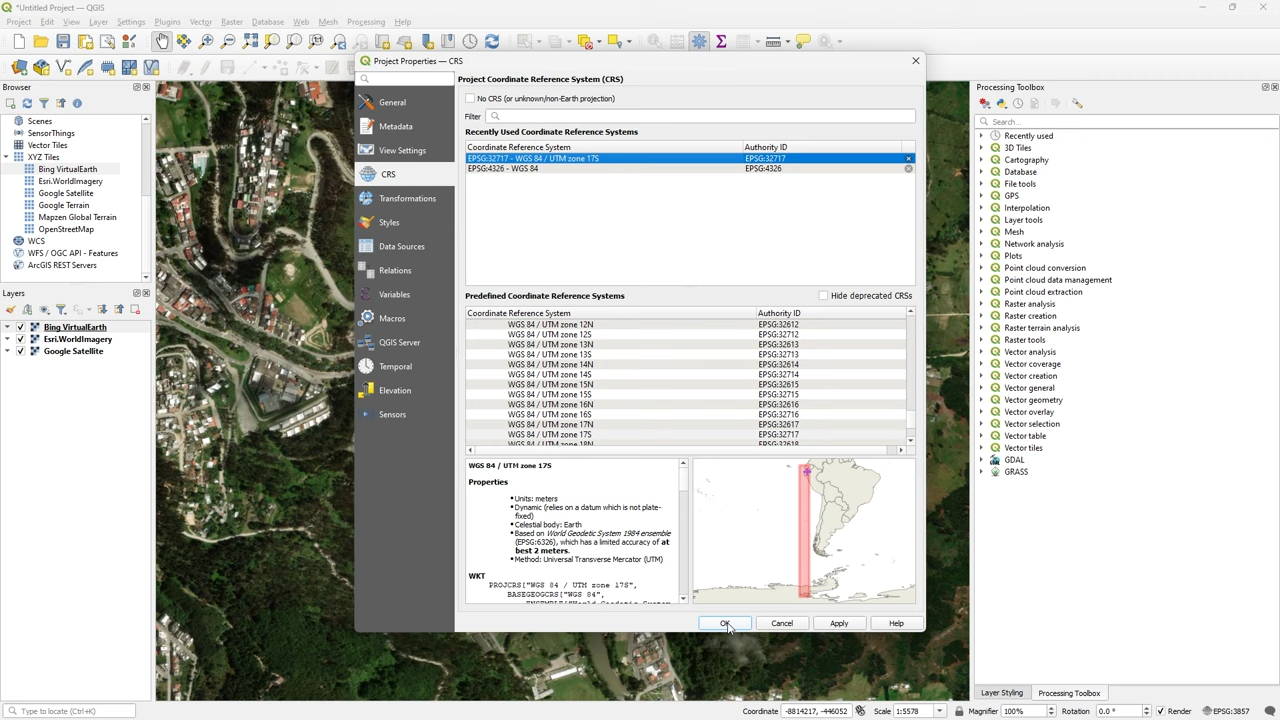 *Untitled Project — QGIS
Project Edit View Layer Settings Plugins Vector Raster Database Web Mesh Processing Help
Browser
Scenes
SensorThings
Vector Tiles
XYZ Tiles
Bing VirtualEarth
Esri.WorldImagery
Google Satellite
Google Terrain
Mapzen Global Terrain
OpenStreetMap
WCS
WFS / OGC API - Features
ArcGIS REST Servers
Layers
Bing VirtualEarth
Esri.WorldImagery
Google Satellite
Project Properties — CRS
General
Metadata
View Settings
CRS
Transformations
Styles
Data Sources
Relations
Variables
Macros
QGIS Server
Temporal
Elevation
Sensors
Project Coordinate Reference System (CRS)
No CRS (or unknown/non-Earth projection)
Filter
Recently Used Coordinate Reference Systems
Coordinate Reference System Authority ID
EPSG:32717 - WGS 84 / UTM zone 17S EPSG:32717
EPSG:4326 - WGS 84 EPSG:4326
Predefined Coordinate Reference Systems Hide deprecated CRSs
Coordinate Reference System Authority ID
WGS 84 / UTM zone 12N EPSG:32612
WGS 84 / UTM zone 12S EPSG:32712
WGS 84 / UTM zone 13N EPSG:32613
WGS 84 / UTM zone 13S EPSG:32713
WGS 84 / UTM zone 14N EPSG:32614
WGS 84 / UTM zone 14S EPSG:32714
WGS 84 / UTM zone 15N EPSG:32615
WGS 84 / UTM zone 15S EPSG:32715
WGS 84 / UTM zone 16N EPSG:32616
WGS 84 / UTM zone 16S EPSG:32716
WGS 84 / UTM zone 17N EPSG:32617
WGS 84 / UTM zone 17S EPSG:32717
WGS 84 / UTM zone 18N EPSG:32618
WGS 84 / UTM zone 17S
Properties
• Units: meters
• Dynamic (relies on a datum which is not plate-
fixed)
• Celestial body: Earth
• Based on World Geodetic System 1984 ensemble
(EPSG:6326), which has a limited accuracy of at
best 2 meters.
• Method: Universal Transverse Mercator (UTM)
WKT
PROJCRS["WGS 84 / UTM zone 17S",
BASEGEOGCRS["WGS 84",
ENSEMBLE["World Geodetic System
OK Cancel Apply Help
Processing Toolbox
Search...
Recently used
3D Tiles
Cartography
Database
File tools
GPS
Interpolation
Layer tools
Mesh
Network analysis
Plots
Point cloud conversion
Point cloud data management
Point cloud extraction
Raster analysis
Raster creation
Raster terrain analysis
Raster tools
Vector analysis
Vector coverage
Vector creation
Vector general
Vector geometry
Vector overlay
Vector selection
Vector table
Vector tiles
GDAL
GRASS
Layer Styling Processing Toolbox
Type to locate (Ctrl+K) Coordinate -8814217, -446052 Scale 1:5578 Magnifier 100% Rotation 0.0 ° Render EPSG:3857